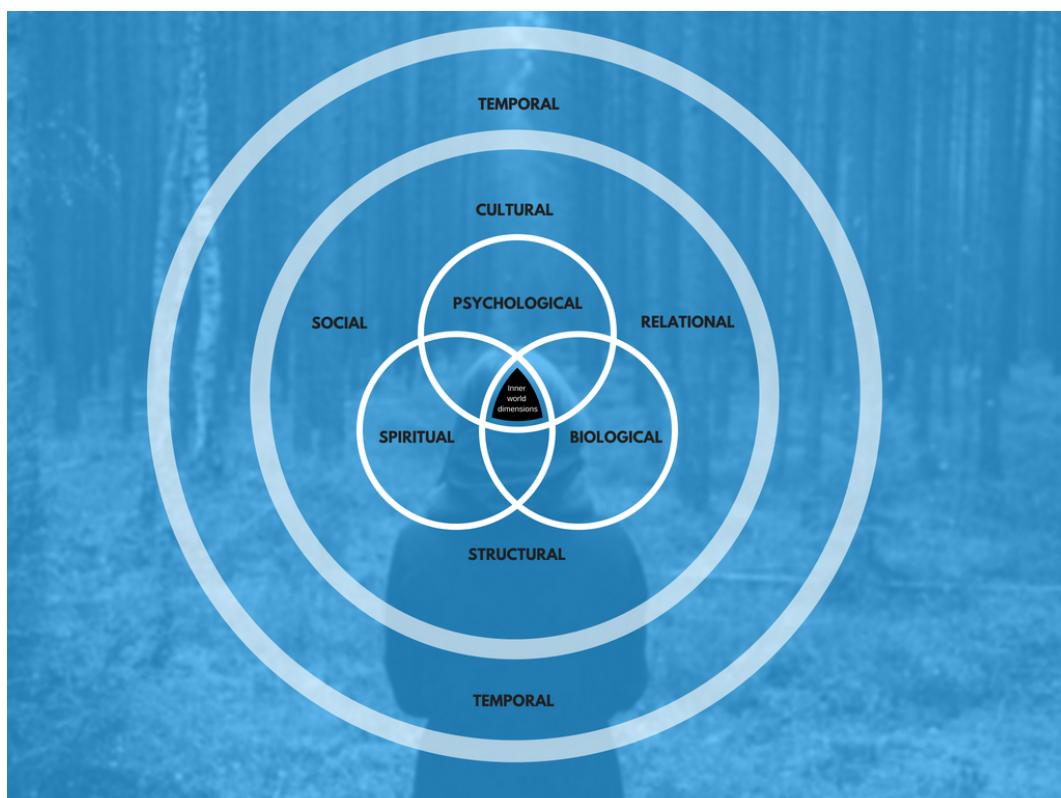 TEMPORAL
CULTURAL
PSYCHOLOGICAL
SOCIAL
RELATIONAL
Inner
world
dimensions
SPIRITUAL
BIOLOGICAL
STRUCTURAL
TEMPORAL